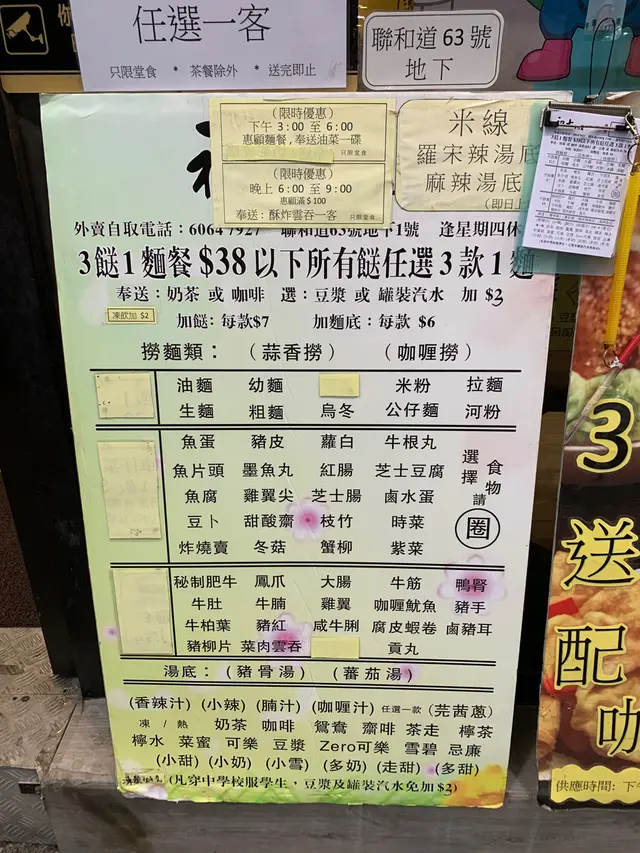 任選一客
只限堂食 * 茶餐除外 * 送完即止
聯和道 63 號
地下
(限時優惠)
下午 3:00 至 6:00
惠顧麵餐,奉送油菜一碟
只限堂食
(限時優惠)
晚上 6:00 至 9:00
惠顧滿 $100
奉送:酥炸雲吞一客 只限堂食
米線
羅宋辣湯底
麻辣湯底
(即日上
外賣自取電話:6064 7927 聯和道63號地下1號 逢星期四休
3餸1麵餐 $38 以下所有餸任選 3 款 1 麵
奉送:奶茶 或 咖啡 選:豆漿 或 罐裝汽水 加 $3
凍飲加 $2
加餸:每款$7 加麵底:每款 $6
撈麵類: (蒜香撈) (咖喱撈)
油麵 幼麵 米粉 拉麵
生麵 粗麵 烏冬 公仔麵 河粉
魚蛋 豬皮 蘿白 牛根丸
魚片頭 墨魚丸 紅腸 芝士豆腐
魚腐 雞翼尖 芝士腸 鹵水蛋
豆卜 甜酸齋 枝竹 時菜
炸燒賣 冬菇 蟹柳 紫菜
選擇食物請圈
秘制肥牛 鳳爪 大腸 牛筋 鴨腎
牛肚 牛腩 雞翼 咖喱魷魚 豬手
牛柏葉 豬紅 咸牛脷 腐皮蝦卷 鹵豬耳
豬柳片 菜肉雲吞 貢丸
湯底: (豬骨湯) (蕃茄湯)
(香辣汁) (小辣) (腩汁) (咖喱汁) 任選一款 (芫茜蔥)
凍 / 熱 奶茶 咖啡 鴛鴦 齋啡 茶走 檸茶
檸水 菜蜜 可樂 豆漿 Zero可樂 雪碧 忌廉
(小甜) (小奶) (小雪) (多奶) (走甜) (多甜)
(凡穿中學校服學生,豆漿及罐裝汽水免加 $2)
3
送
配
咖
供應時間: 下午